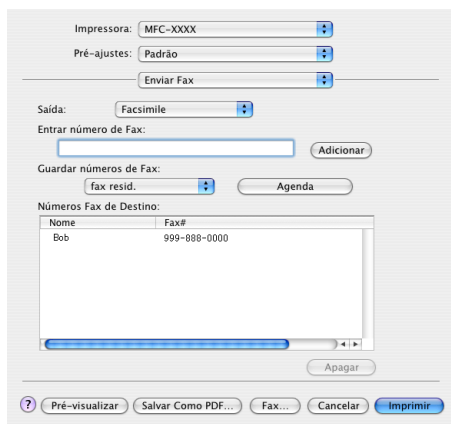 Impressora: MFC-XXXX
Pré-ajustes: Padrão
Enviar Fax
Saída: Facsimile
Entrar número de Fax:
Adicionar
Guardar números de Fax:
fax resid. Agenda
Números Fax de Destino:
Nome Fax#
Bob 999-888-0000
Apagar
? Pré-visualizar Salvar Como PDF... Fax... Cancelar Imprimir